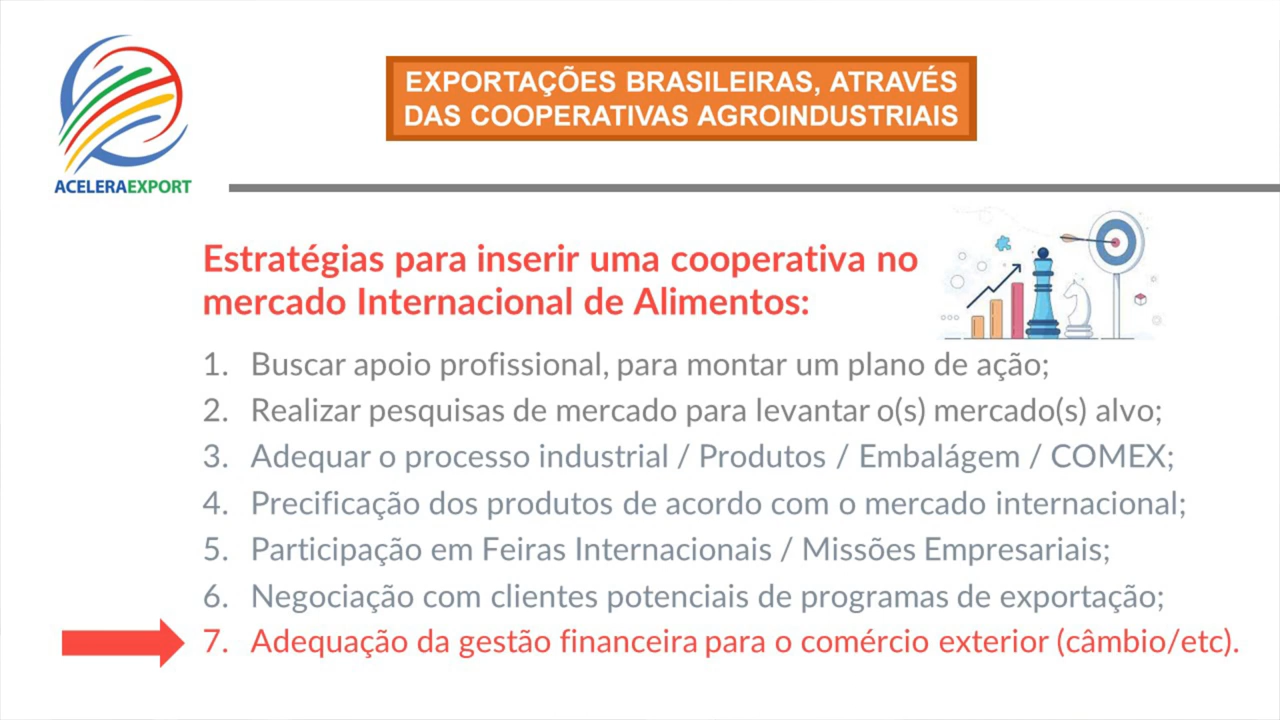 EXPORTAÇÕES BRASILEIRAS, ATRAVÉS
DAS COOPERATIVAS AGROINDUSTRIAIS
ACELERAEXPORT
Estratégias para inserir uma cooperativa no
mercado Internacional de Alimentos:
1. Buscar apoio profissional, para montar um plano de ação;
2. Realizar pesquisas de mercado para levantar o(s) mercado(s) alvo;
3. Adequar o processo industrial / Produtos / Embalágem / COMEX;
4. Precificação dos produtos de acordo com o mercado internacional;
5. Participação em Feiras Internacionais / Missões Empresariais;
6. Negociação com clientes potenciais de programas de exportação;
7. Adequação da gestão financeira para o comércio exterior (câmbio/etc).